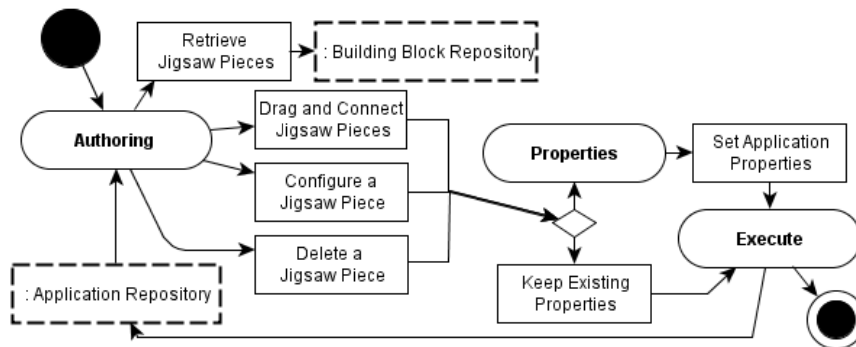 Retrieve
Jigsaw Pieces
: Building Block Repository
Authoring
Drag and Connect
Jigsaw Pieces
Configure a
Jigsaw Piece
Delete a
Jigsaw Piece
: Application Repository
Properties
Set Application
Properties
Execute
Keep Existing
Properties